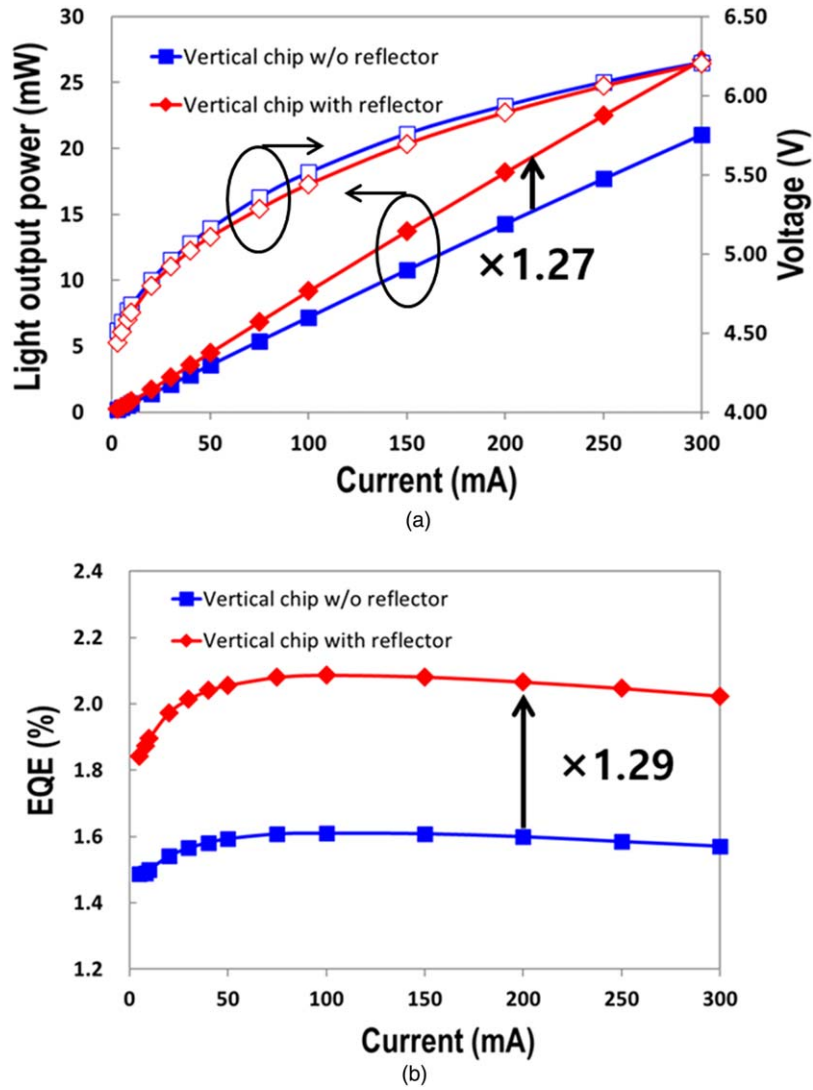 30
25
20
15
10
5
0
Light output power (mW)
Vertical chip w/o reflector
Vertical chip with reflector
×1.27
6.50
6.00
5.50
5.00
4.50
4.00
Voltage (V)
0 50 100 150 200 250 300
Current (mA)
(a)
2.4
2.2
2.0
1.8
1.6
1.4
1.2
EQE (%)
Vertical chip w/o reflector
Vertical chip with reflector
×1.29
0 50 100 150 200 250 300
Current (mA)
(b)